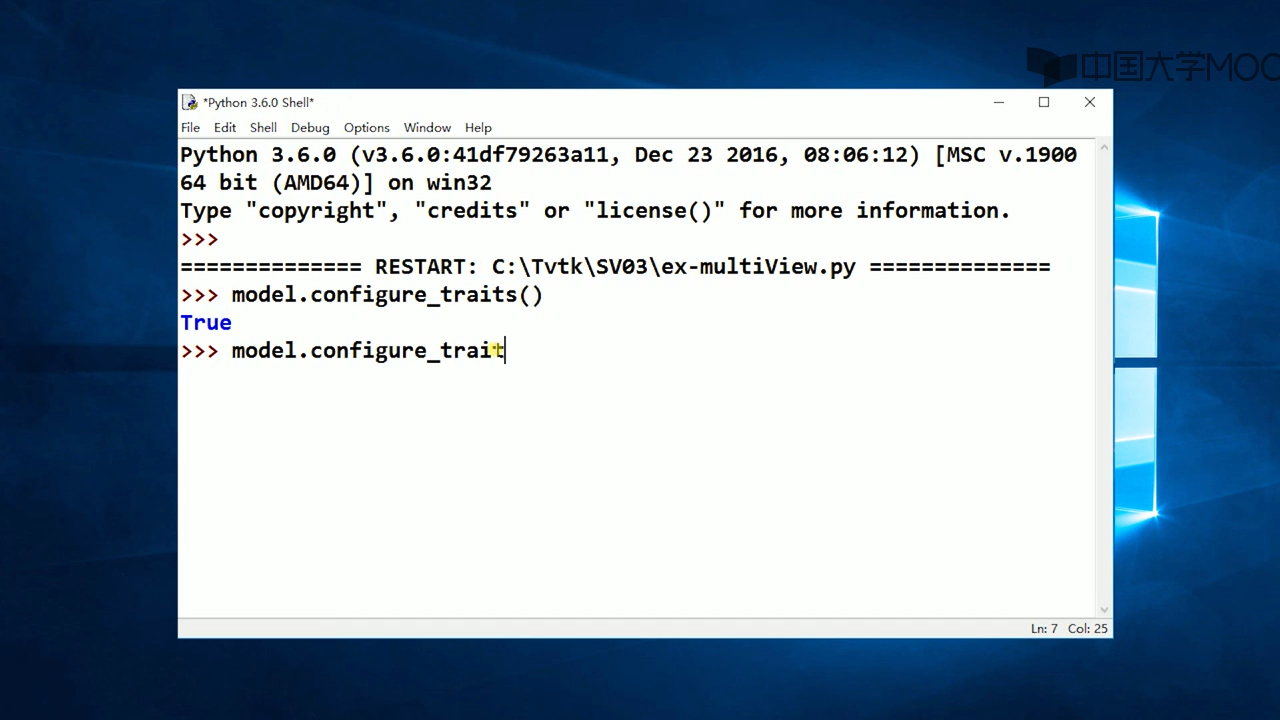 中国大学MOO
*Python 3.6.0 Shell*
File Edit Shell Debug Options Window Help
Python 3.6.0 (v3.6.0:41df79263a11, Dec 23 2016, 08:06:12) [MSC v.1900
64 bit (AMD64)] on win32
Type "copyright", "credits" or "license()" for more information.
>>>
============== RESTART: C:\Tvtk\SV03\ex-multiView.py ==============
>>> model.configure_traits()
True
>>> model.configure_trait
Ln: 7 Col: 25